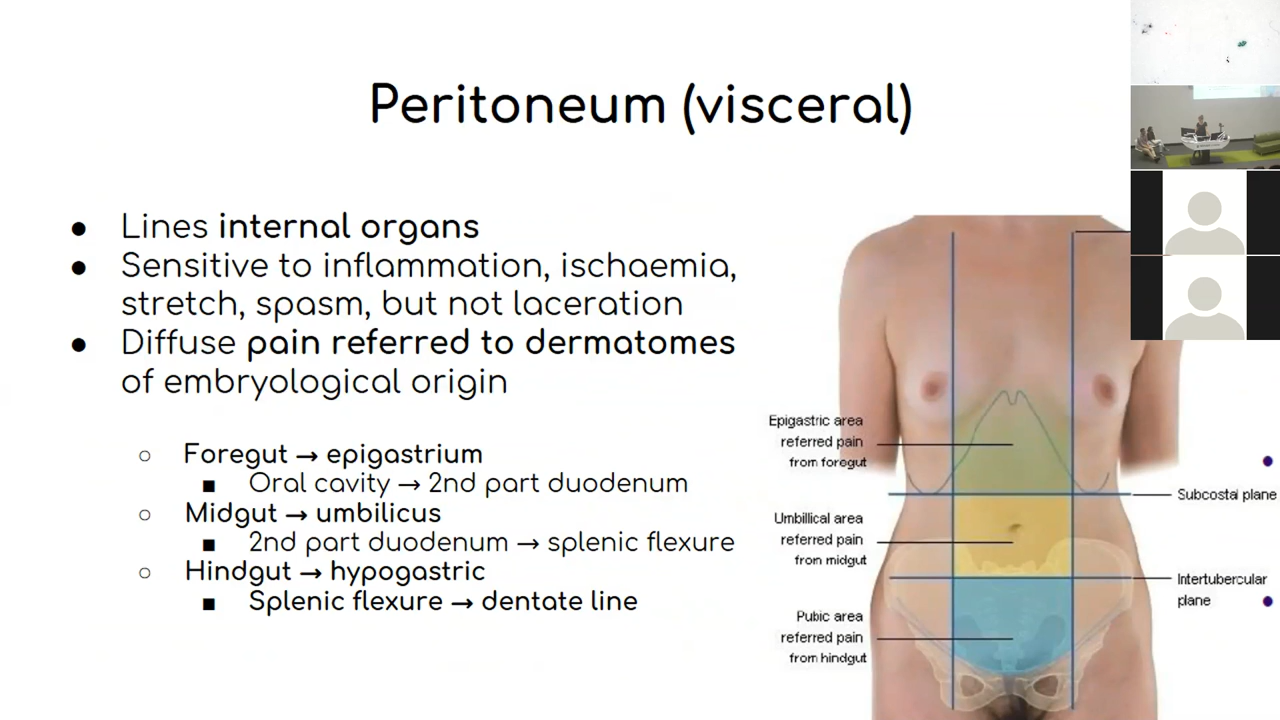 Peritoneum (visceral)
● Lines internal organs
● Sensitive to inflammation, ischaemia,
stretch, spasm, but not laceration
● Diffuse pain referred to dermatomes
of embryological origin
○ Foregut → epigastrium
■ Oral cavity → 2nd part duodenum
○ Midgut → umbilicus
■ 2nd part duodenum → splenic flexure
○ Hindgut → hypogastric
■ Splenic flexure → dentate line
Epigastric area
referred pain
from foregut
Subcostal plane
Umbillical area
referred pain
from midgut
Intertubercular
plane
Pubic area
referred pain
from hindgut